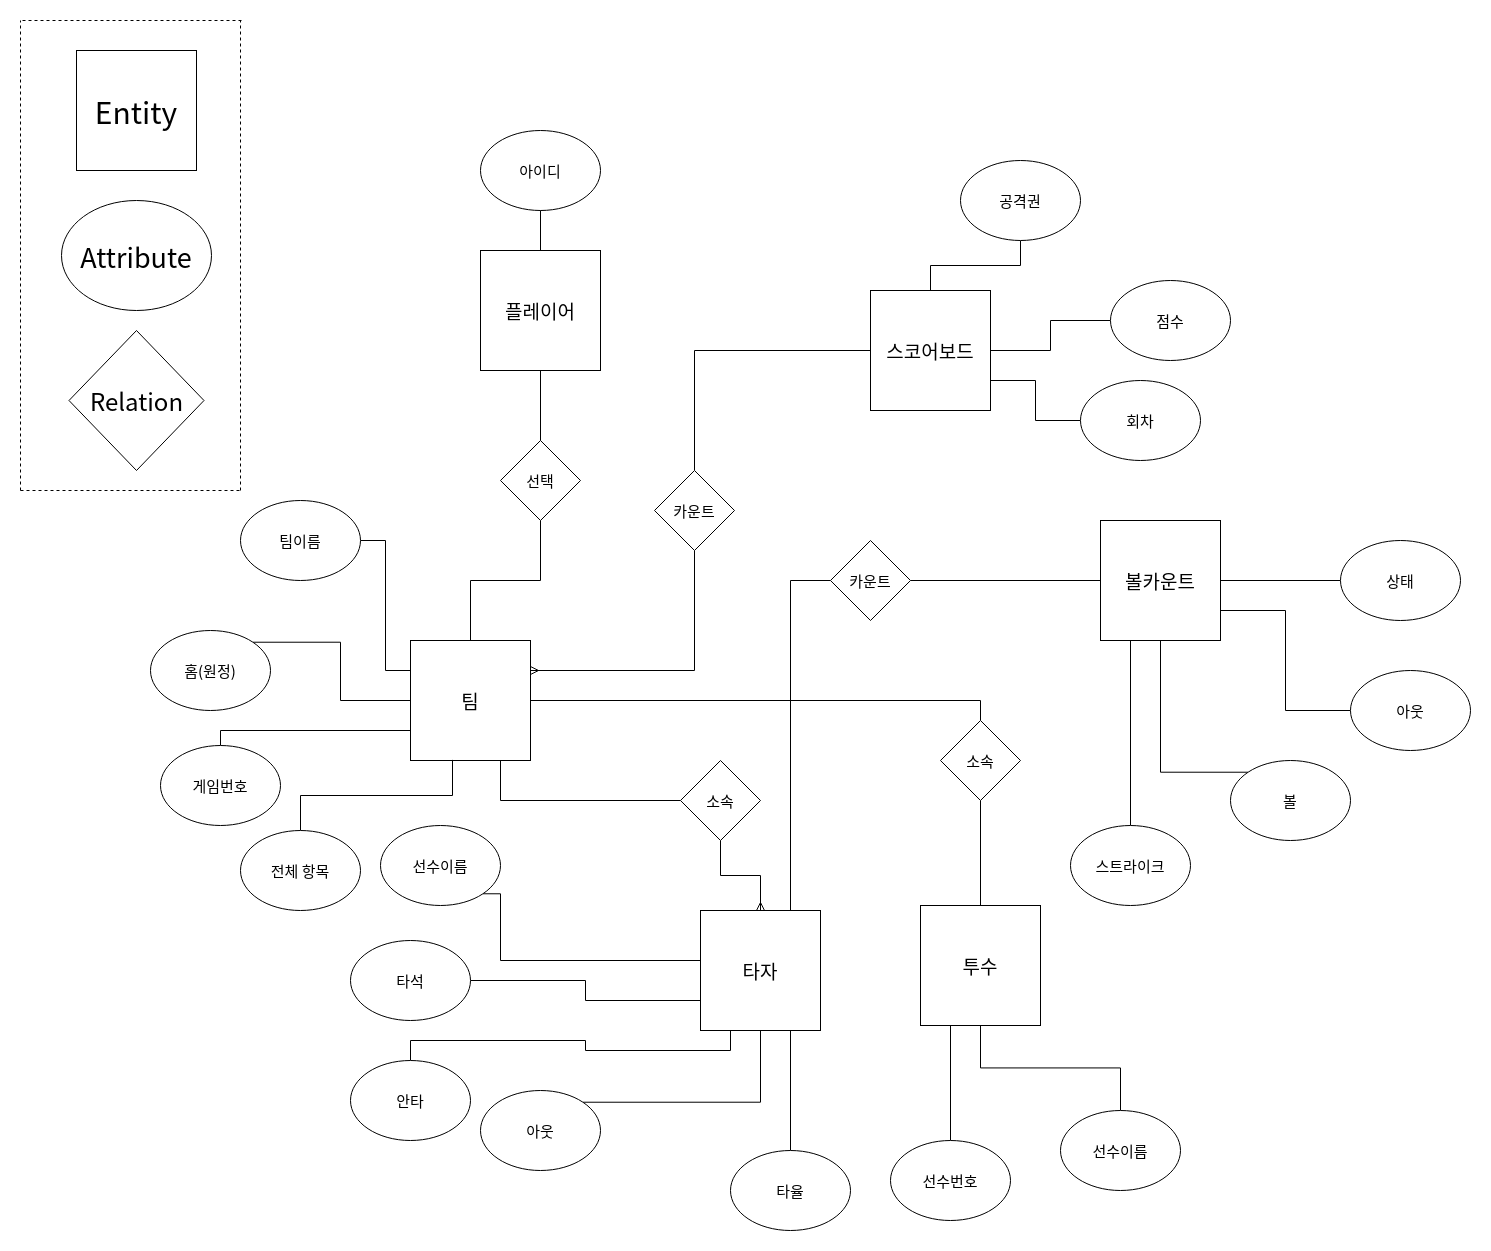 Entity
Attribute
Relation
아이디
공격권
플레이어
점수
스코어보드
회차
선택
카운트
팀이름
카운트
볼카운트
상태
홈(원정)
팀
아웃
게임번호
소속
소속
볼
전체 항목
선수이름
스트라이크
타석
타자
투수
안타
아웃
타율
선수번호
선수이름